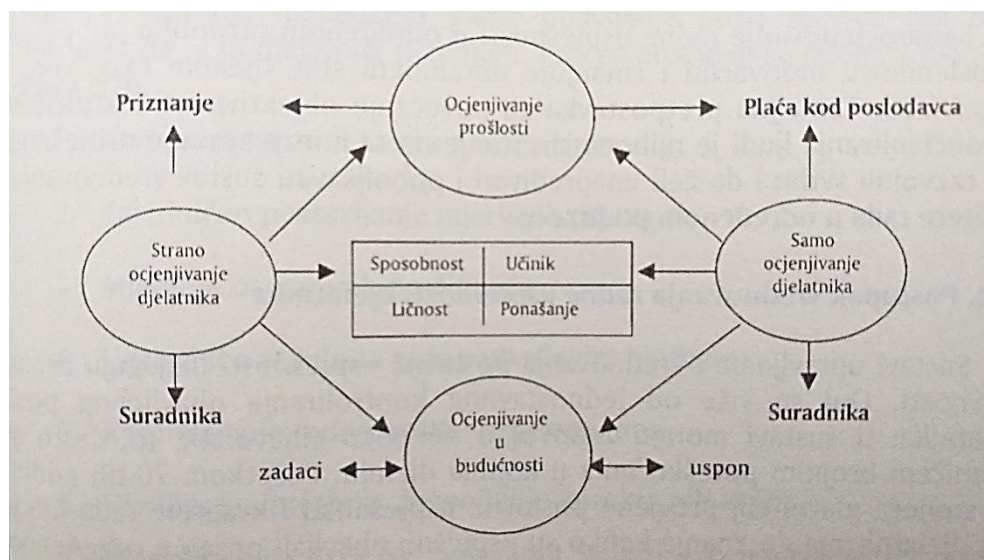 Priznanje
Ocjenjivanje
prošlosti
Plaća kod poslodavca
Strano
ocjenjivanje
djelatnika
Sposobnost
Učinik
Ličnost
Ponašanje
Samo
ocjenjivanje
djelatnika
Suradnika
Suradnika
Ocjenjivanje
u
budućnosti
zadaci
uspon